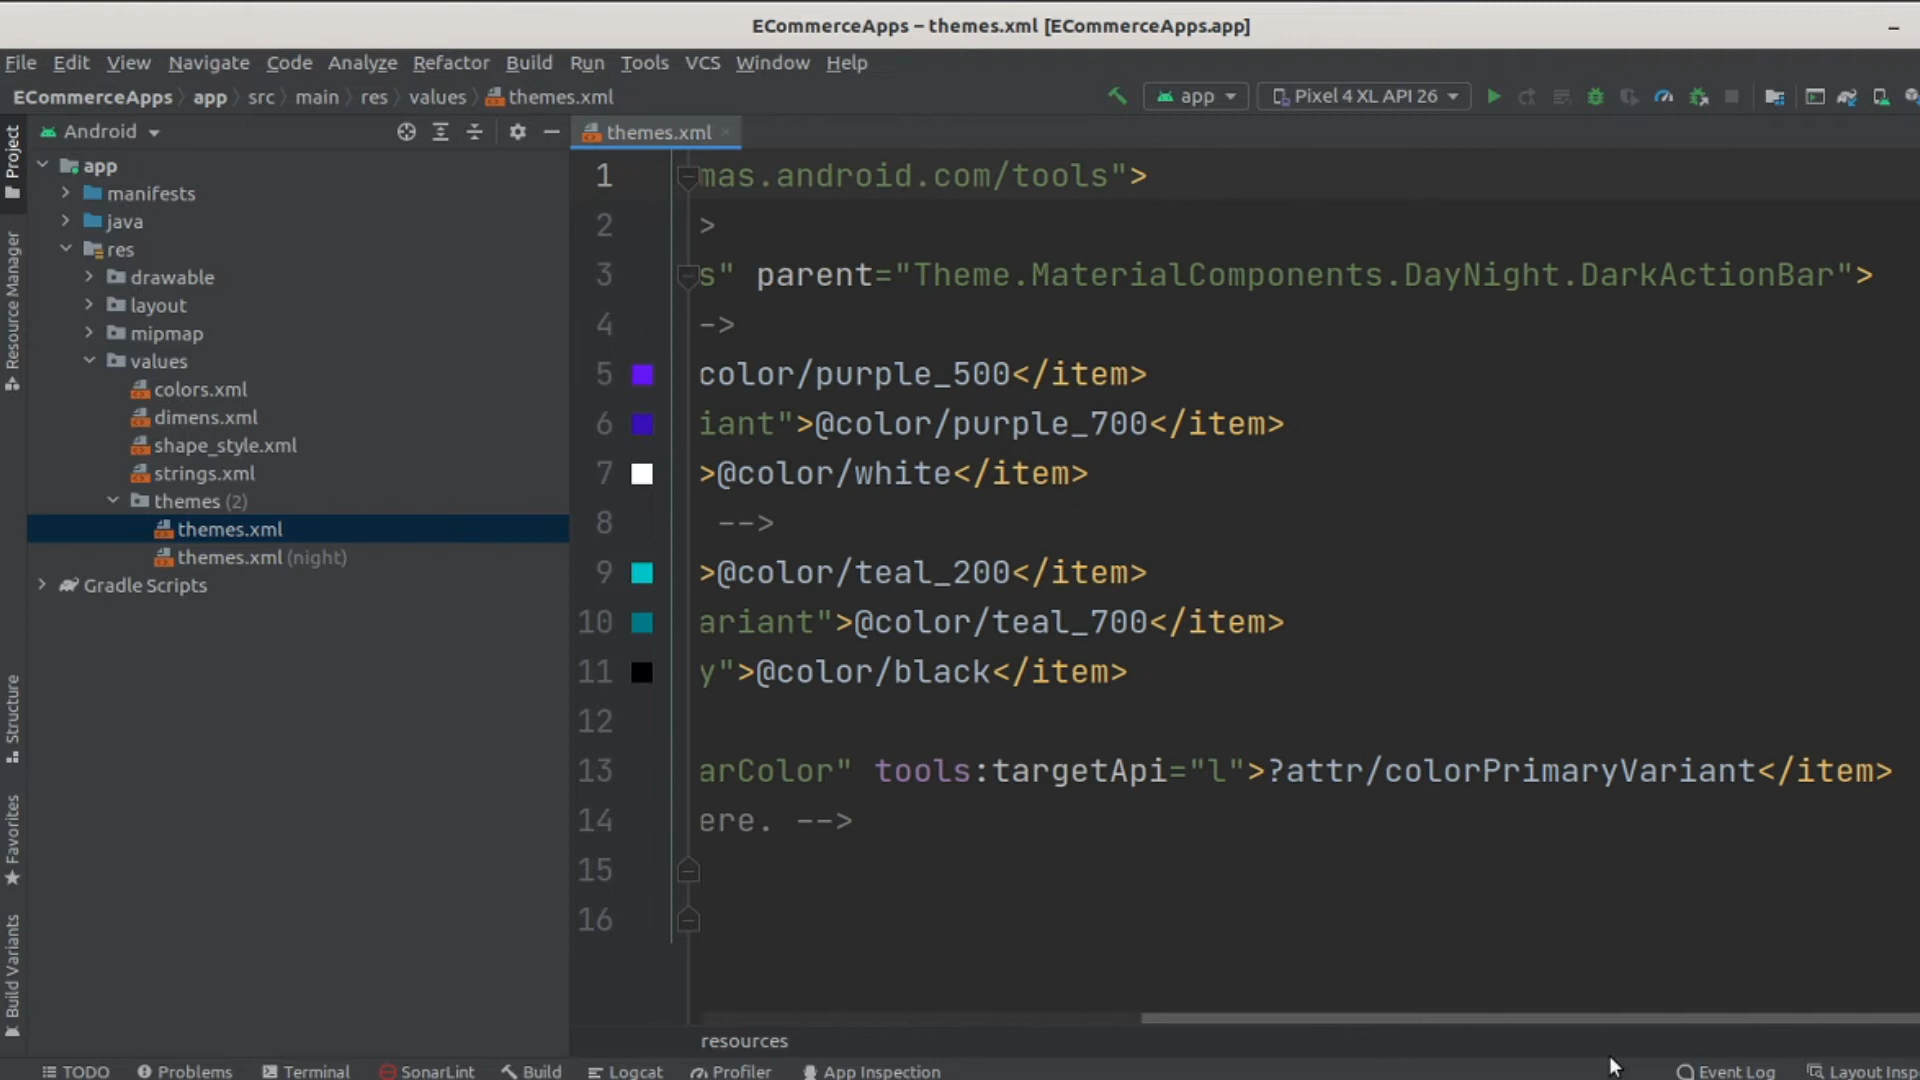 ECommerceApps – themes.xml [ECommerceApps.app]
File Edit View Navigate Code Analyze Refactor Build Run Tools VCS Window Help
ECommerceApps app src main res values themes.xml
app Pixel 4 XL API 26
Project
Android
themes.xml
app
manifests
java
res
drawable
layout
mipmap
values
colors.xml
dimens.xml
shape_style.xml
strings.xml
themes (2)
themes.xml
themes.xml (night)
Gradle Scripts
Resource Manager
Structure
Favorites
Build Variants
1 mas.android.com/tools">
2 >
3 s" parent="Theme.MaterialComponents.DayNight.DarkActionBar">
4 ->
5 color/purple_500</item>
6 iant">@color/purple_700</item>
7 >@color/white</item>
8 -->
9 >@color/teal_200</item>
10 ariant">@color/teal_700</item>
11 y">@color/black</item>
12
13 arColor" tools:targetApi="l">?attr/colorPrimaryVariant</item>
14 ere. -->
15
16
resources
TODO Problems Terminal SonarLint Build Logcat Profiler App Inspection Event Log Layout Insp